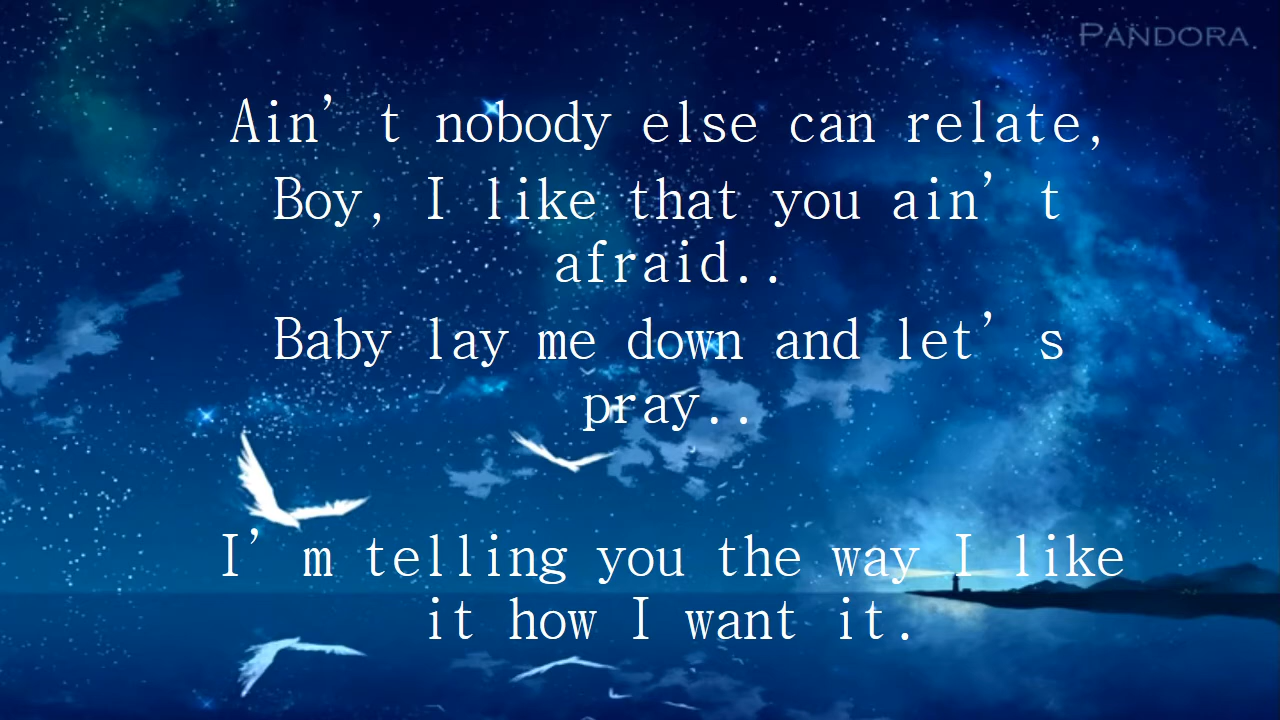 PANDORA
Ain’t nobody else can relate,
Boy, I like that you ain’t
afraid..
Baby lay me down and let’s
pray..
I’m telling you the way I like
it how I want it.